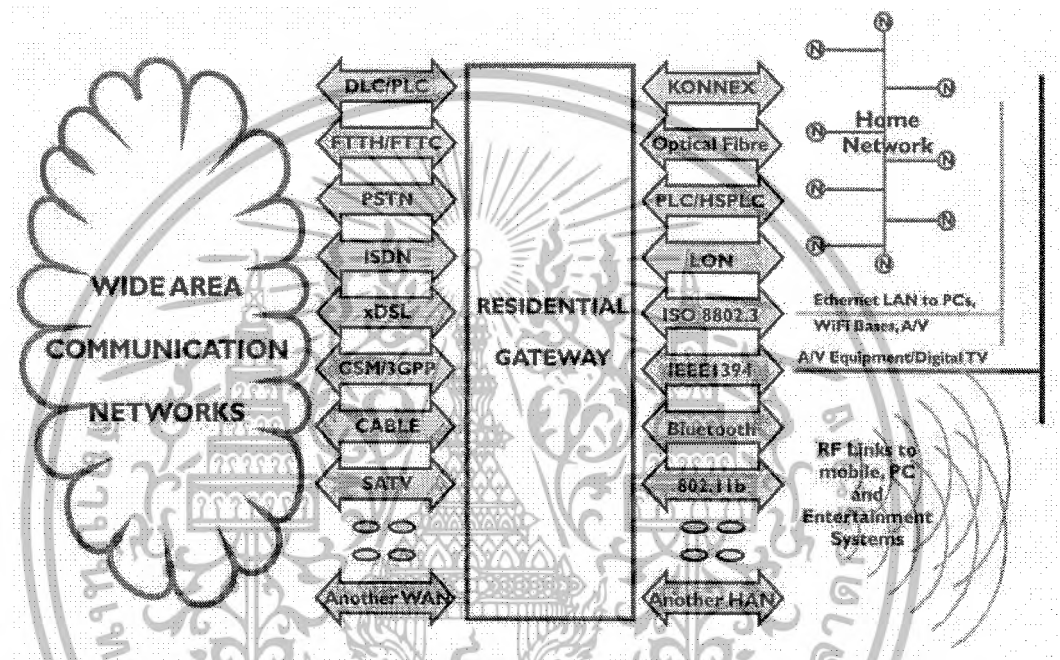 WIDE AREA
COMMUNICATION
NETWORKS
DLC/PLC
FTTH/FTTC
PSTN
ISDN
xDSL
GSM/3GPP
CABLE
SATV
Another WAN
RESIDENTIAL
GATEWAY
KONNEX
Optical Fibre
PLC/HSPLC
LON
ISO 8802.3
IEEE1394
Bluetooth
802.11b
Another HAN
N
N
N
N
N
N
N
N
N
N
Home
Network
Ethernet LAN to PCs,
WiFi Bases, A/V
A/V Equipment/Digital TV
RF Links to
mobile, PC
and
Entertainment
Systems